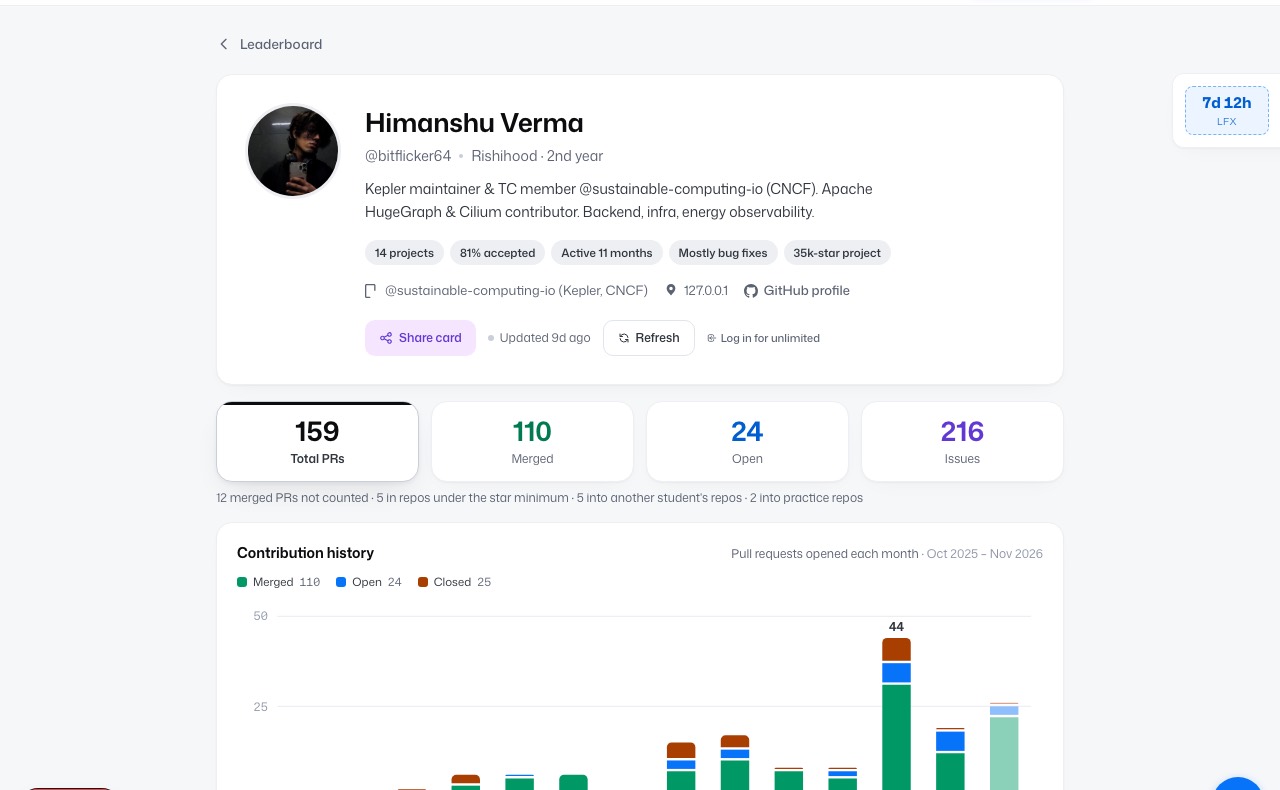 Leaderboard
7d 12h
LFX
Himanshu Verma
@bitflicker64 • Rishihood · 2nd year
Kepler maintainer & TC member @sustainable-computing-io (CNCF). Apache
HugeGraph & Cilium contributor. Backend, infra, energy observability.
14 projects 81% accepted Active 11 months Mostly bug fixes 35k-star project
@sustainable-computing-io (Kepler, CNCF) 127.0.0.1 GitHub profile
Share card Updated 9d ago Refresh Log in for unlimited
159 110 24 216
Total PRs Merged Open Issues
12 merged PRs not counted · 5 in repos under the star minimum · 5 into another student's repos · 2 into practice repos
Contribution history Pull requests opened each month · Oct 2025 – Nov 2026
Merged 110 Open 24 Closed 25
50
44
25